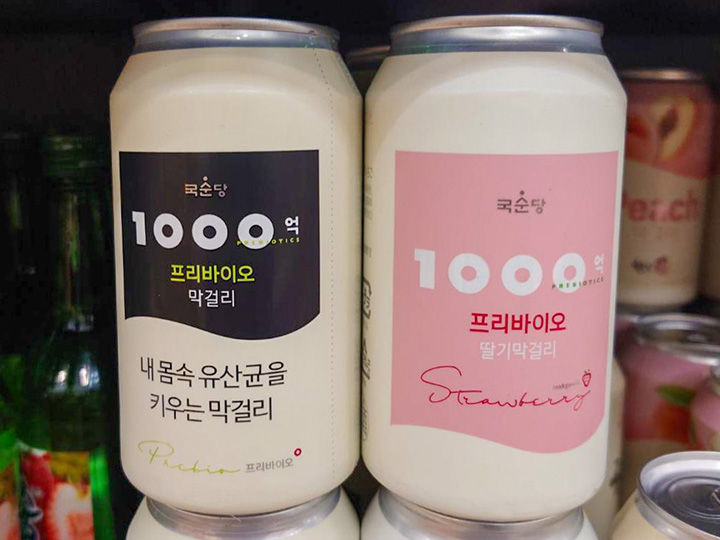 국순당
1000억
PREBIOTICS
프리바이오
막걸리
내 몸속 유산균을
키우는 막걸리
Prebio 프리바이오
국순당
1000억
PREBIOTICS
프리바이오
딸기막걸리
Strawberry
Peach